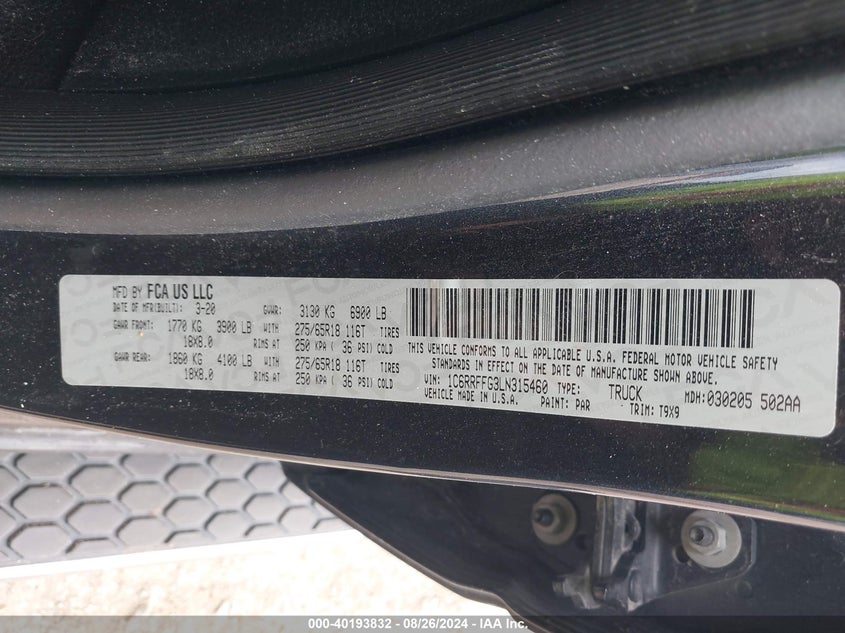 MFD BY FCA US LLC
DATE OF MFR(BUILT): 3-20 GVWR: 3130 KG 6900 LB
GAWR FRONT: 1770 KG 3900 LB WITH 275/65R18 116T TIRES
18X8.0 RIMS AT 250 KPA ( 36 PSI) COLD
GAWR REAR: 1860 KG 4100 LB WITH 275/65R18 116T TIRES
18X8.0 RIMS AT 250 KPA ( 36 PSI) COLD
THIS VEHICLE CONFORMS TO ALL APPLICABLE U.S.A. FEDERAL MOTOR VEHICLE SAFETY
STANDARDS IN EFFECT ON THE DATE OF MANUFACTURE SHOWN ABOVE.
VIN: 1C6RRFFG3LN315460 TYPE: TRUCK MDH: 030205 502AA
VEHICLE MADE IN U.S.A. PAINT: PAR TRIM: T9X9
000-40193832 - 08/26/2024 - IAA Inc.